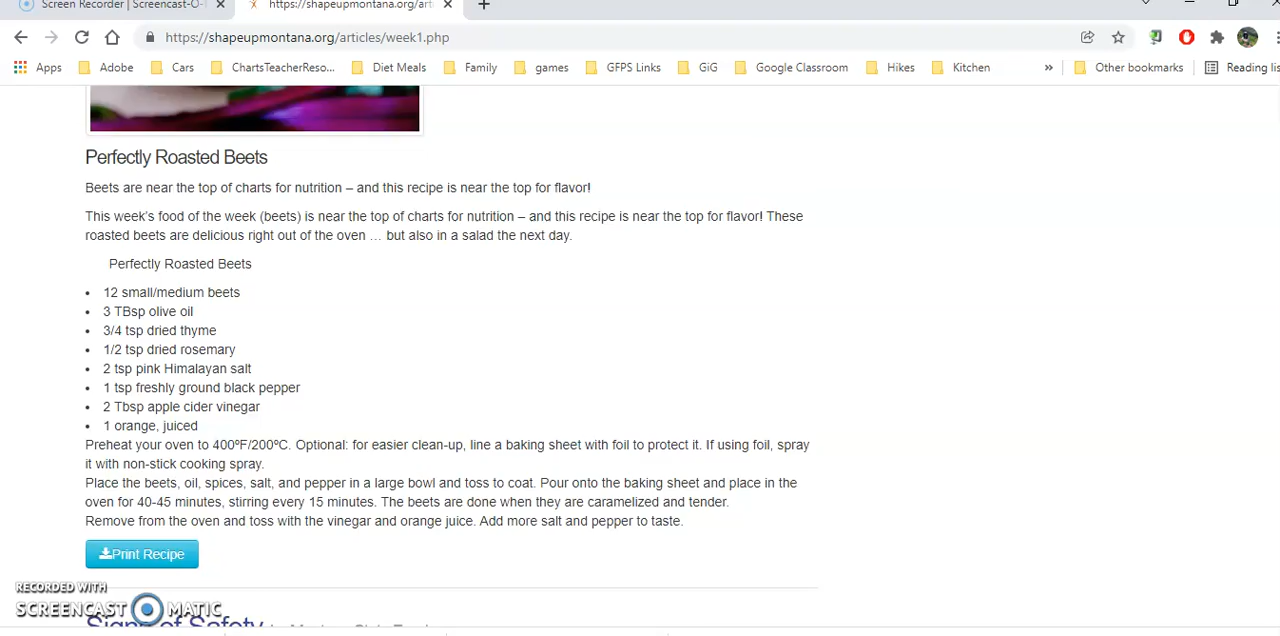 Screen Recorder | Screencast-O-
https://shapeupmontana.org/art
https://shapeupmontana.org/articles/week1.php
Apps Adobe Cars ChartsTeacherReso... Diet Meals Family games GFPS Links GiG Google Classroom Hikes Kitchen » Other bookmarks Reading lis
Perfectly Roasted Beets
Beets are near the top of charts for nutrition – and this recipe is near the top for flavor!
This week's food of the week (beets) is near the top of charts for nutrition – and this recipe is near the top for flavor! These
roasted beets are delicious right out of the oven … but also in a salad the next day.
Perfectly Roasted Beets
• 12 small/medium beets
• 3 TBsp olive oil
• 3/4 tsp dried thyme
• 1/2 tsp dried rosemary
• 2 tsp pink Himalayan salt
• 1 tsp freshly ground black pepper
• 2 Tbsp apple cider vinegar
• 1 orange, juiced
Preheat your oven to 400ºF/200ºC. Optional: for easier clean-up, line a baking sheet with foil to protect it. If using foil, spray
it with non-stick cooking spray.
Place the beets, oil, spices, salt, and pepper in a large bowl and toss to coat. Pour onto the baking sheet and place in the
oven for 40-45 minutes, stirring every 15 minutes. The beets are done when they are caramelized and tender.
Remove from the oven and toss with the vinegar and orange juice. Add more salt and pepper to taste.
Print Recipe
RECORDED WITH
SCREENCAST MATIC
Signs of Safety